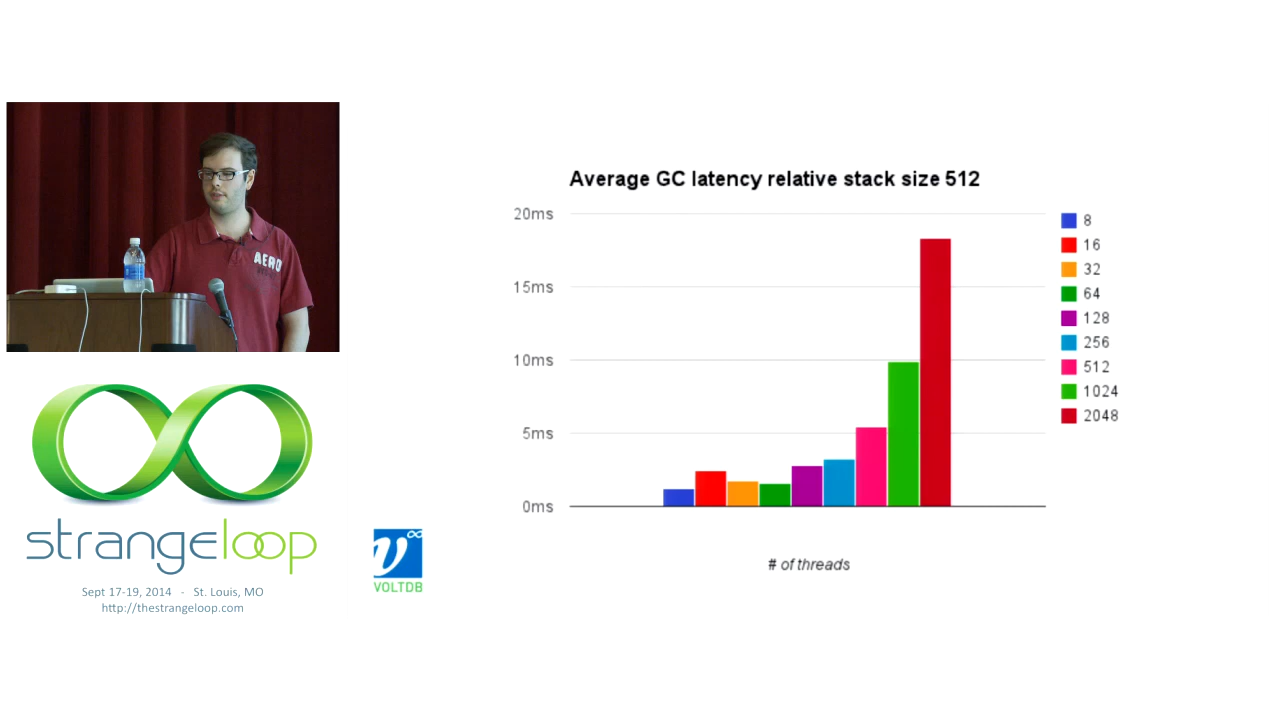 AERO
strangeloop
Sept 17-19, 2014 - St. Louis, MO
http://thestrangeloop.com
VOLTDB
Average GC latency relative stack size 512
20ms
15ms
10ms
5ms
0ms
# of threads
8
16
32
64
128
256
512
1024
2048